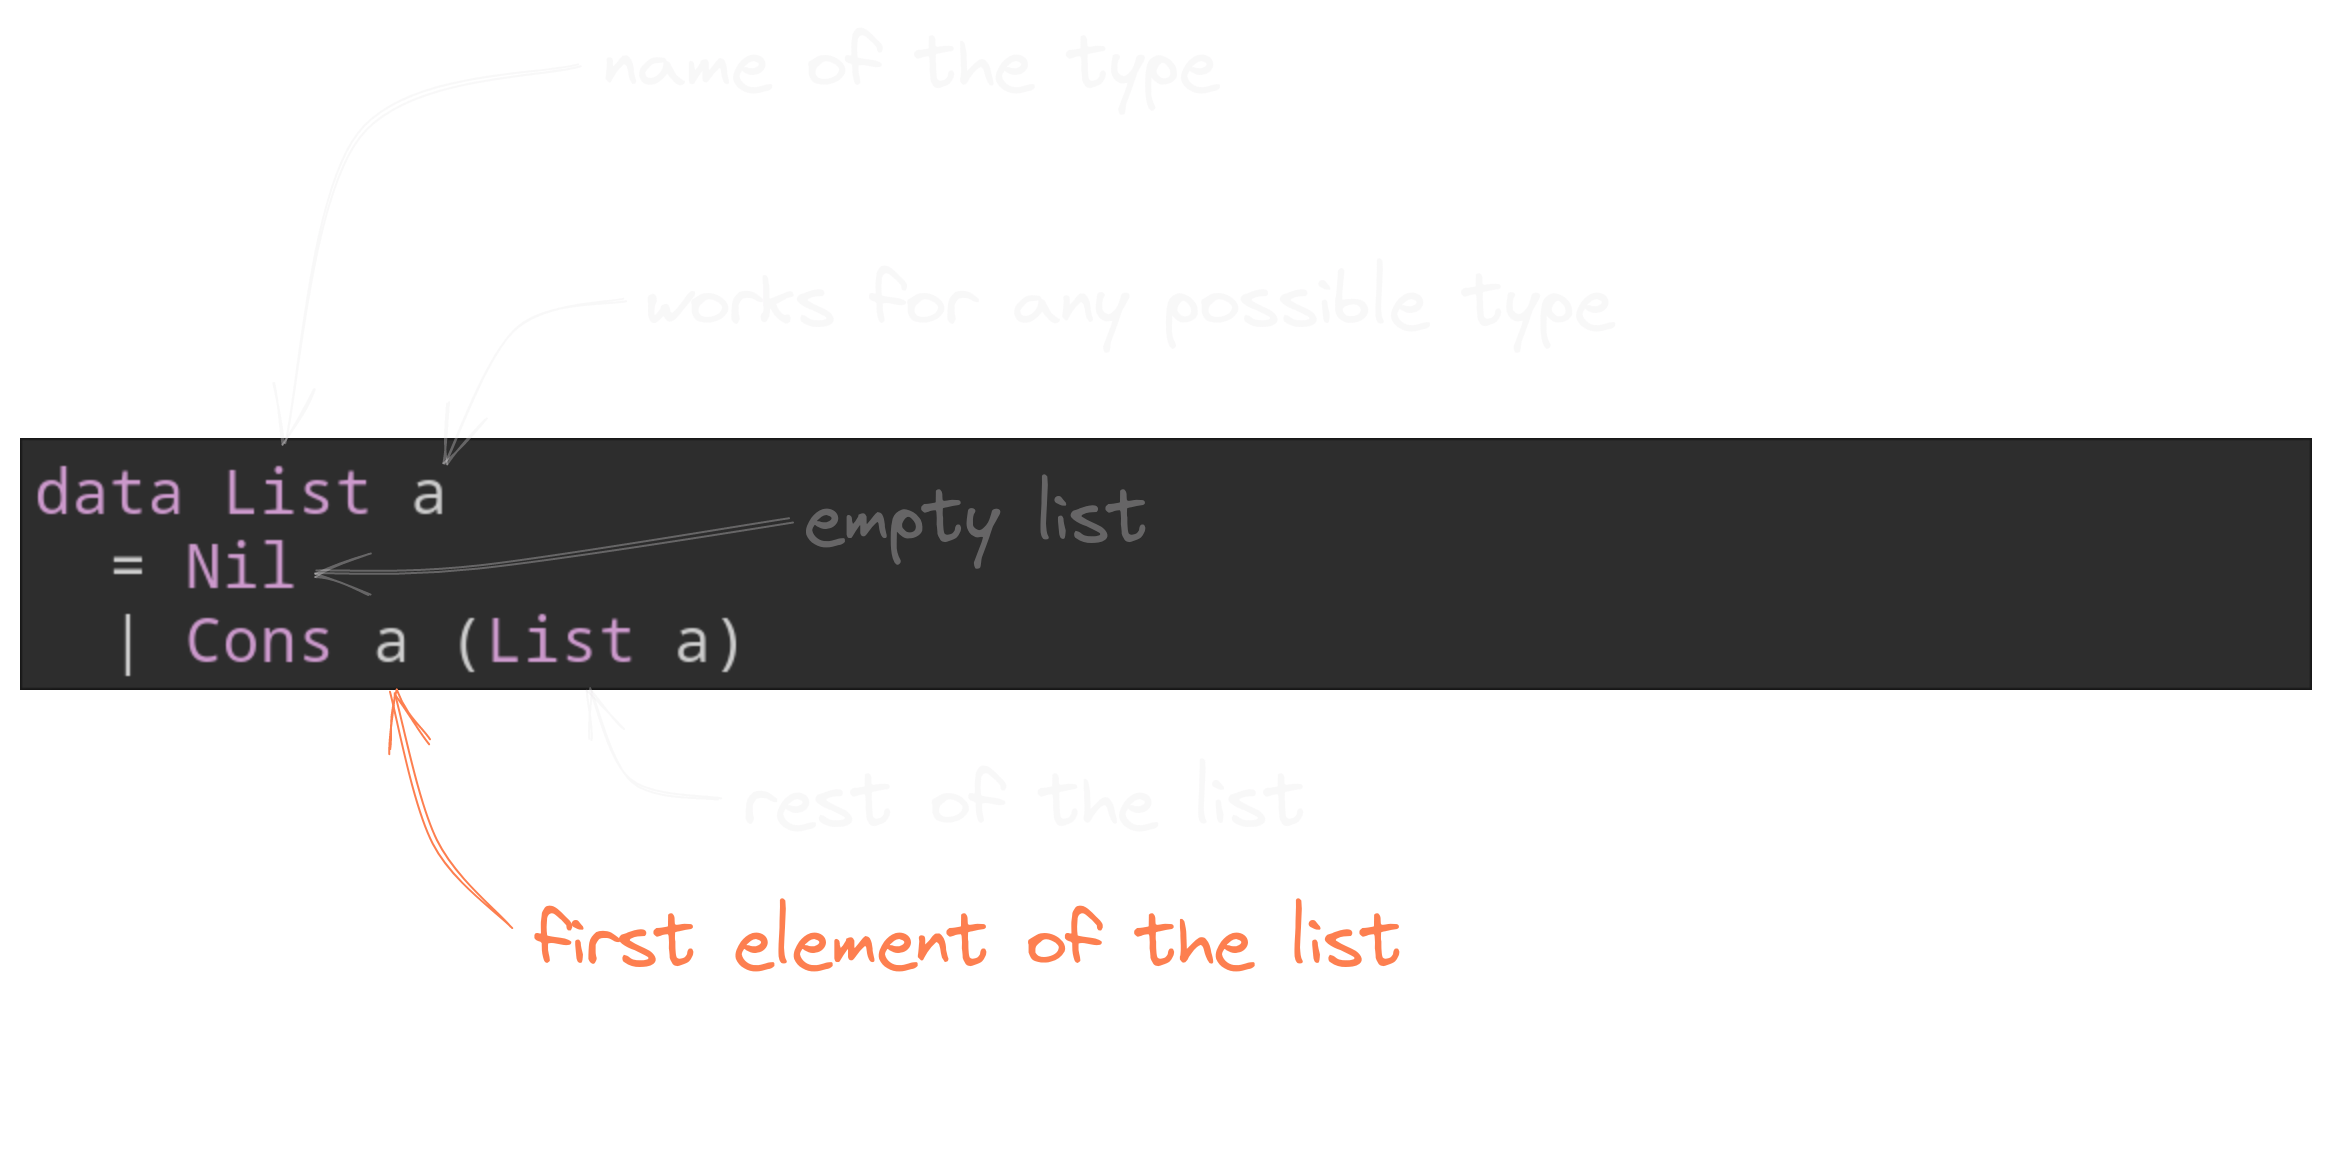 name of the type
works for any possible type
data List a
empty list
= Nil
| Cons a (List a)
rest of the list
first element of the list